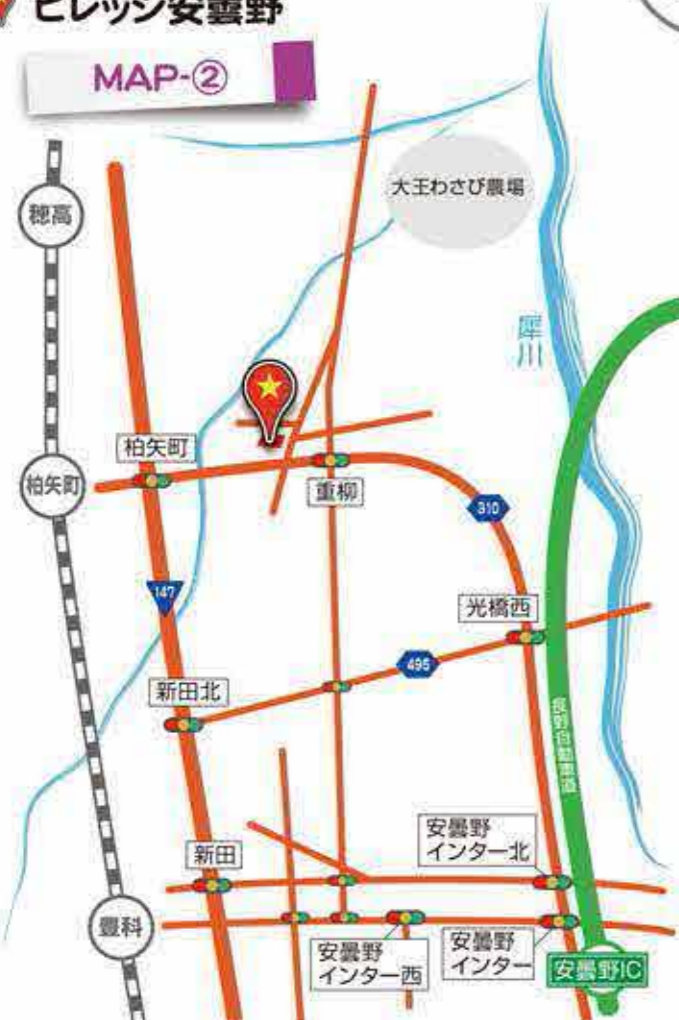 ビレッジ安曇野
MAP-②
穂高
大王わさび農場
犀川
柏矢町
柏矢町
重柳
310
147
光橋西
495
新田北
長野自動車道
安曇野
インター北
新田
豊科
安曇野
インター西
安曇野
インター
安曇野IC